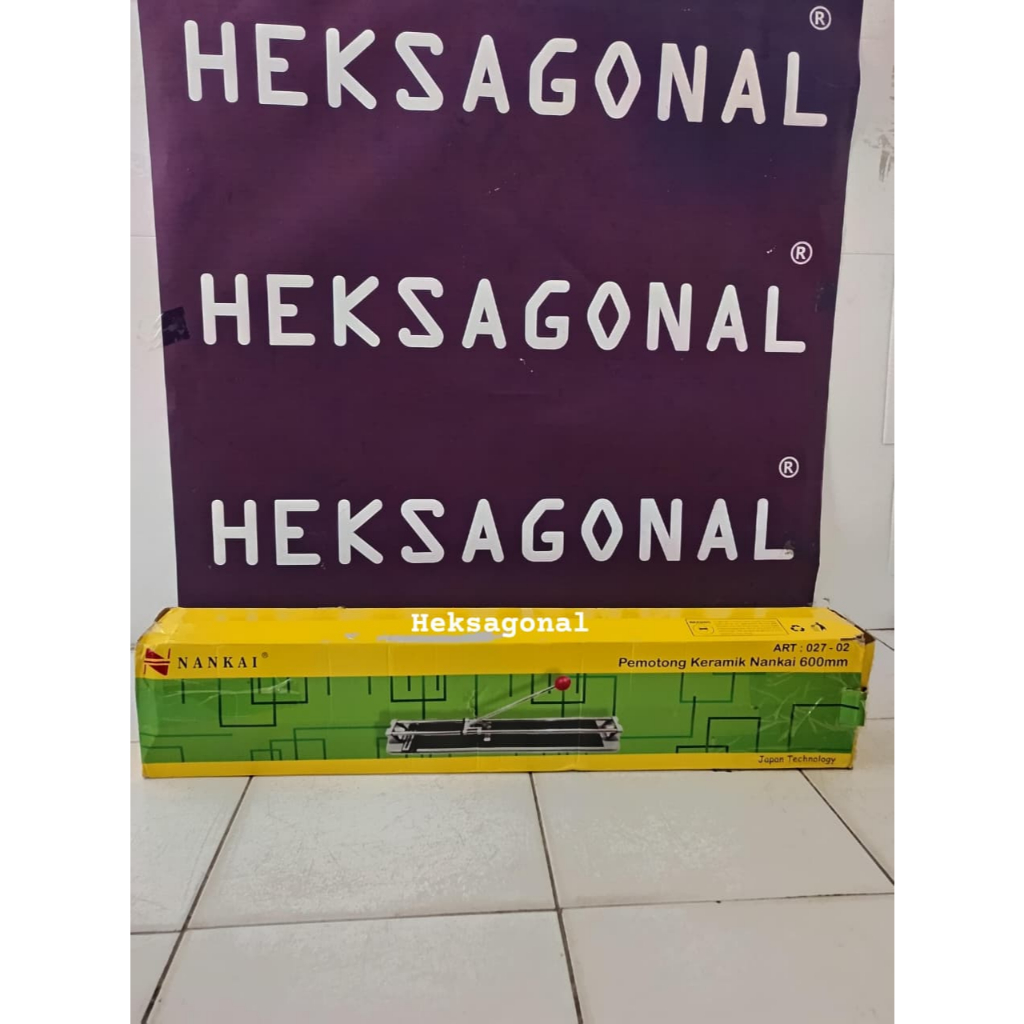 HEKSAGONAL®
HEKSAGONAL®
HEKSAGONAL®
Heksagonal
NANKAI®
ART : 027 - 02
Pemotong Keramik Nankai 600mm
Japan Technology